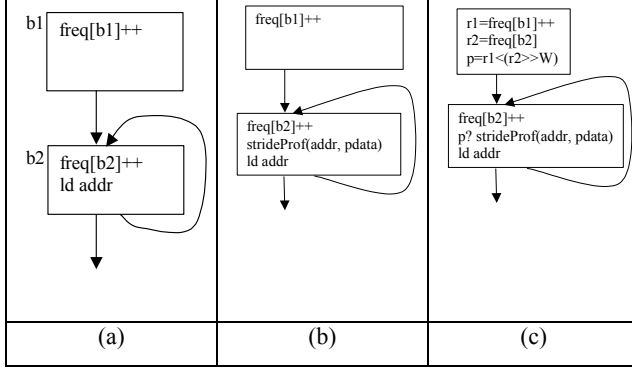 b1
freq[b1]++
b2
freq[b2]++
ld addr
(a)
freq[b1]++
freq[b2]++
strideProf(addr, pdata)
ld addr
(b)
r1=freq[b1]++
r2=freq[b2]
p=r1<(r2>>W)
freq[b2]++
p? strideProf(addr, pdata)
ld addr
(c)